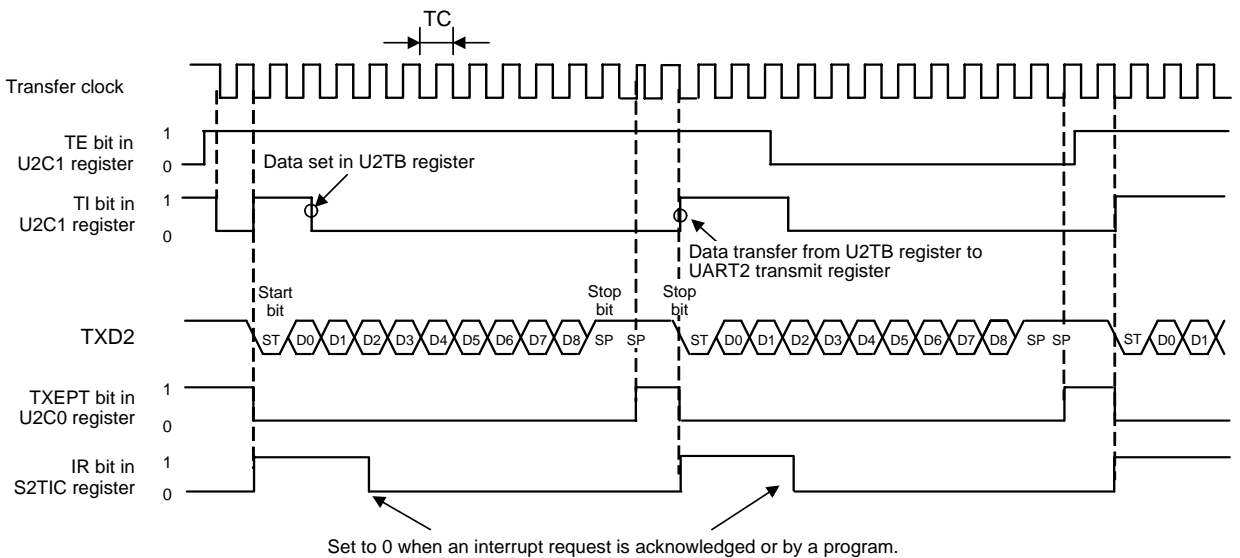 TC
Transfer clock
TE bit in
U2C1 register
1
0
Data set in U2TB register
TI bit in
U2C1 register
1
0
Data transfer from U2TB register to
UART2 transmit register
Start
bit
Stop
bit
Stop
bit
TXD2
ST D0 D1 D2 D3 D4 D5 D6 D7 D8 SP SP ST D0 D1 D2 D3 D4 D5 D6 D7 D8 SP SP ST D0 D1
TXEPT bit in
U2C0 register
1
0
IR bit in
S2TIC register
1
0
Set to 0 when an interrupt request is acknowledged or by a program.